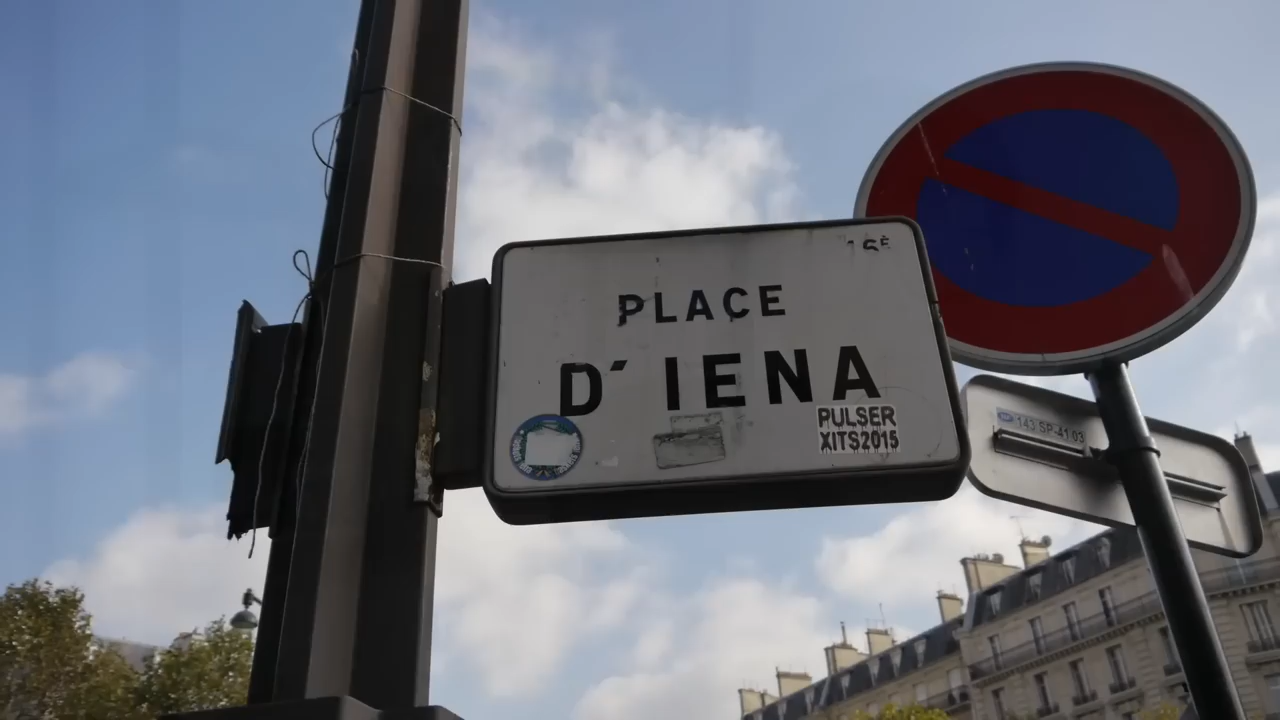 16E
PLACE
D' IENA
PULSER
XITS2015
143 SP-41 03